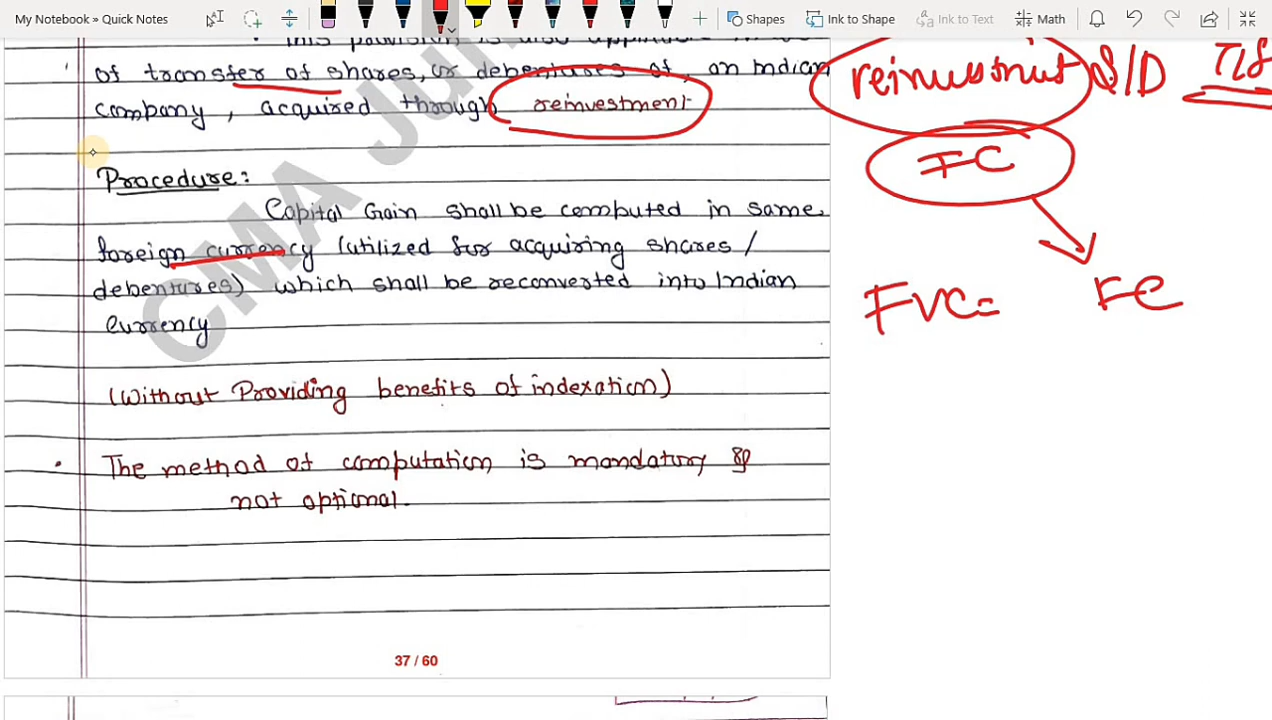 My Notebook » Quick Notes
Shapes
Ink to Shape
Ink to Text
Math
of transfer of shares, or debentures of, an Indian
company, acquired through reinvestment
Procedure:
Capital Gain shall be computed in same
foreign currency (utilized for acquiring shares /
debentures) which shall be reconverted into Indian
Currency
(Without Providing benefits of indexation)
• The method of computation is mandatory &
not optional.
37 / 60
S/D
FC
FVC=
FC
CMA